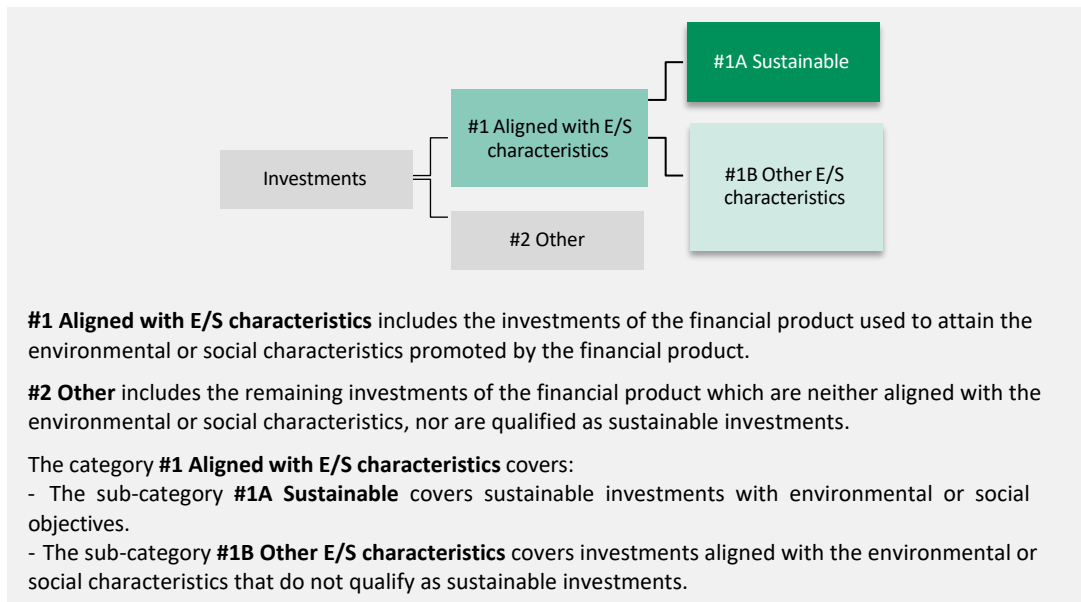 #1A Sustainable
#1 Aligned with E/S
characteristics
Investments
#1B Other E/S
characteristics
#2 Other
#1 Aligned with E/S characteristics includes the investments of the financial product used to attain the
environmental or social characteristics promoted by the financial product.
#2 Other includes the remaining investments of the financial product which are neither aligned with the
environmental or social characteristics, nor are qualified as sustainable investments.
The category #1 Aligned with E/S characteristics covers:
- The sub-category #1A Sustainable covers sustainable investments with environmental or social
objectives.
- The sub-category #1B Other E/S characteristics covers investments aligned with the environmental or
social characteristics that do not qualify as sustainable investments.